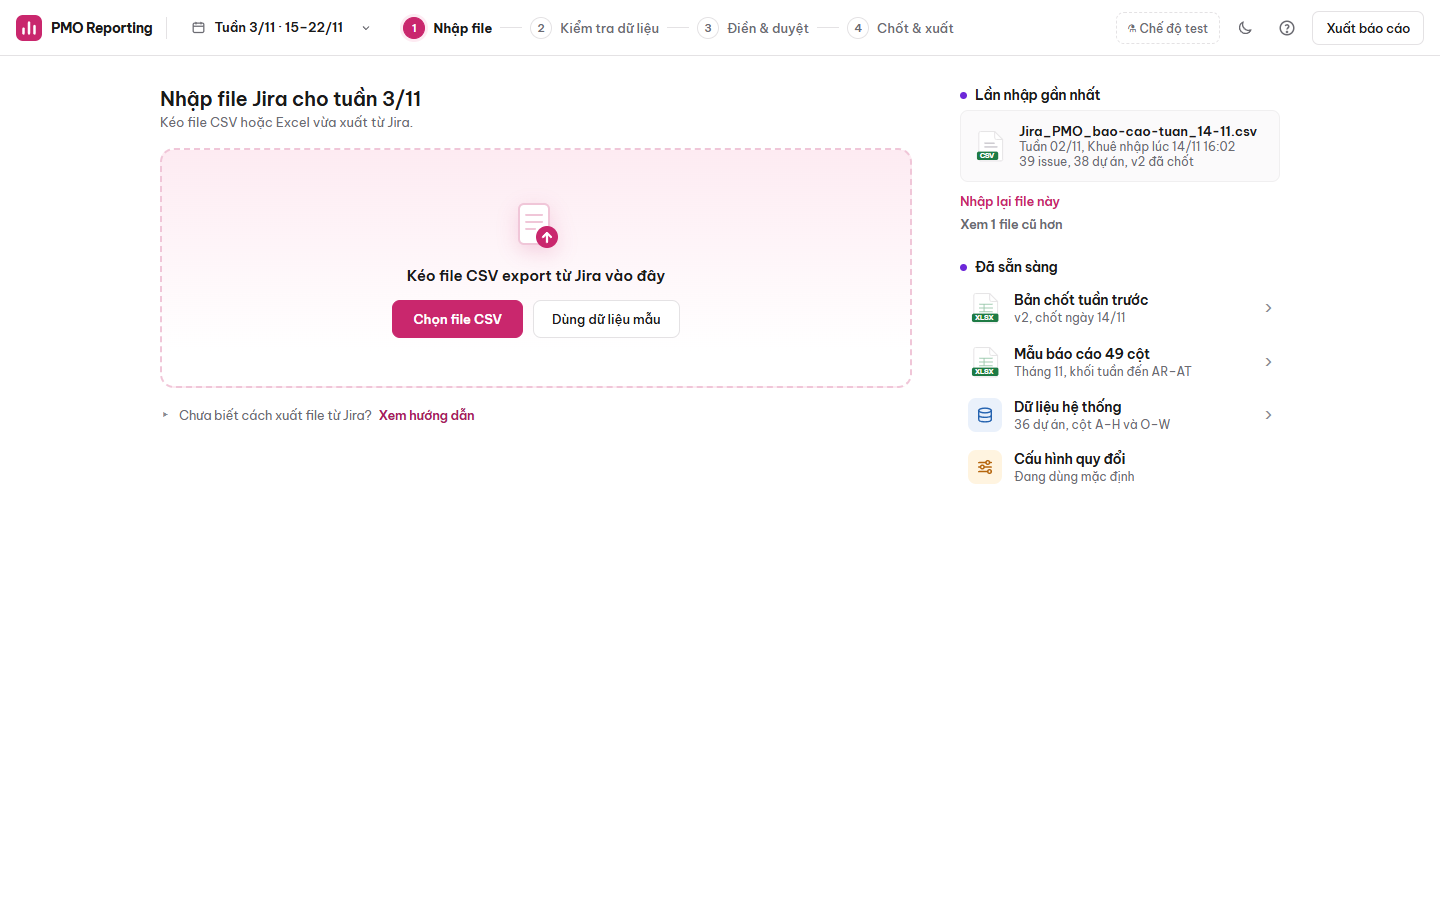 PMO Reporting
Tuần 3/11 · 15–22/11
1 Nhập file
2 Kiểm tra dữ liệu
3 Điền & duyệt
4 Chốt & xuất
Chế độ test
Xuất báo cáo
Nhập file Jira cho tuần 3/11
Kéo file CSV hoặc Excel vừa xuất từ Jira.
Kéo file CSV export từ Jira vào đây
Chọn file CSV
Dùng dữ liệu mẫu
Chưa biết cách xuất file từ Jira? Xem hướng dẫn
Lần nhập gần nhất
CSV
Jira_PMO_bao-cao-tuan_14-11.csv
Tuần 02/11, Khuê nhập lúc 14/11 16:02
39 issue, 38 dự án, v2 đã chốt
Nhập lại file này
Xem 1 file cũ hơn
Đã sẵn sàng
XLSX
Bản chốt tuần trước
v2, chốt ngày 14/11
XLSX
Mẫu báo cáo 49 cột
Tháng 11, khối tuần đến AR–AT
Dữ liệu hệ thống
36 dự án, cột A–H và O–W
Cấu hình quy đổi
Đang dùng mặc định